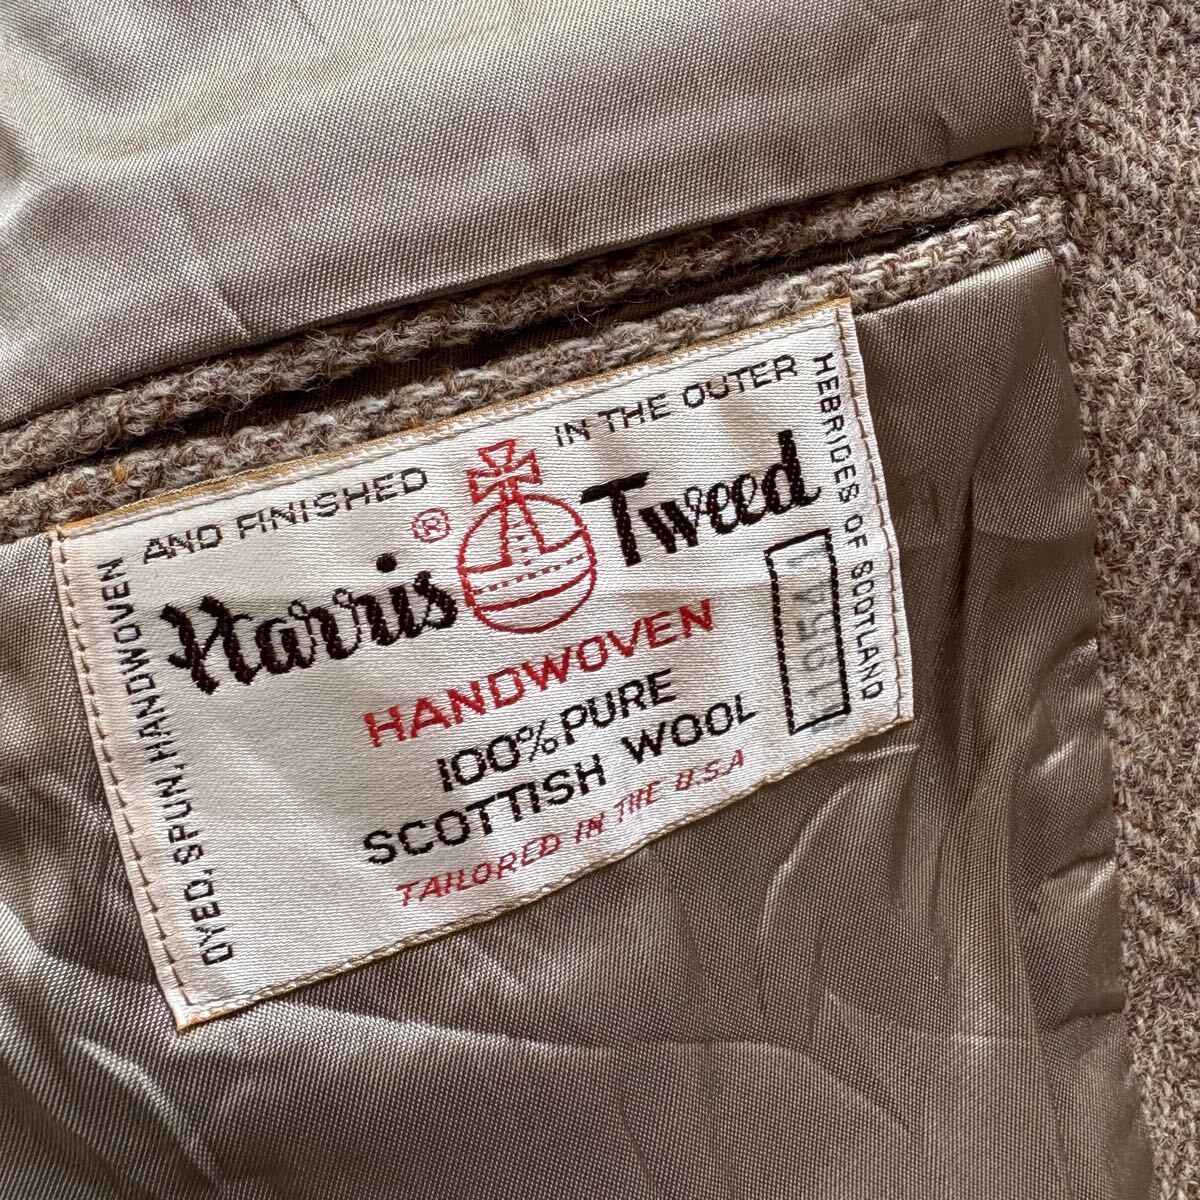 DYED, SPUN, HANDWOVEN
AND FINISHED
IN THE OUTER
HEBRIDES OF SCOTLAND
Harris ® Tweed
HANDWOVEN
100% PURE
SCOTTISH WOOL
TAILORED IN THE U.S.A